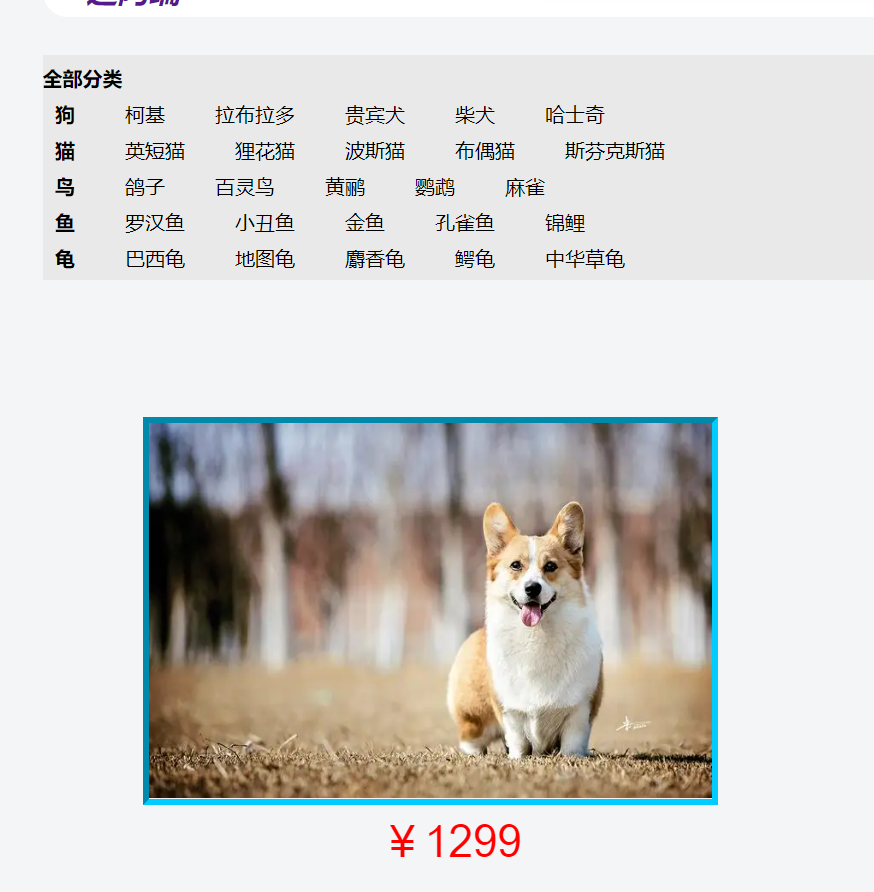 全部分类
狗 柯基 拉布拉多 贵宾犬 柴犬 哈士奇
猫 英短猫 狸花猫 波斯猫 布偶猫 斯芬克斯猫
鸟 鸽子 百灵鸟 黄鹂 鹦鹉 麻雀
鱼 罗汉鱼 小丑鱼 金鱼 孔雀鱼 锦鲤
龟 巴西龟 地图龟 麝香龟 鳄龟 中华草龟
¥ 1299